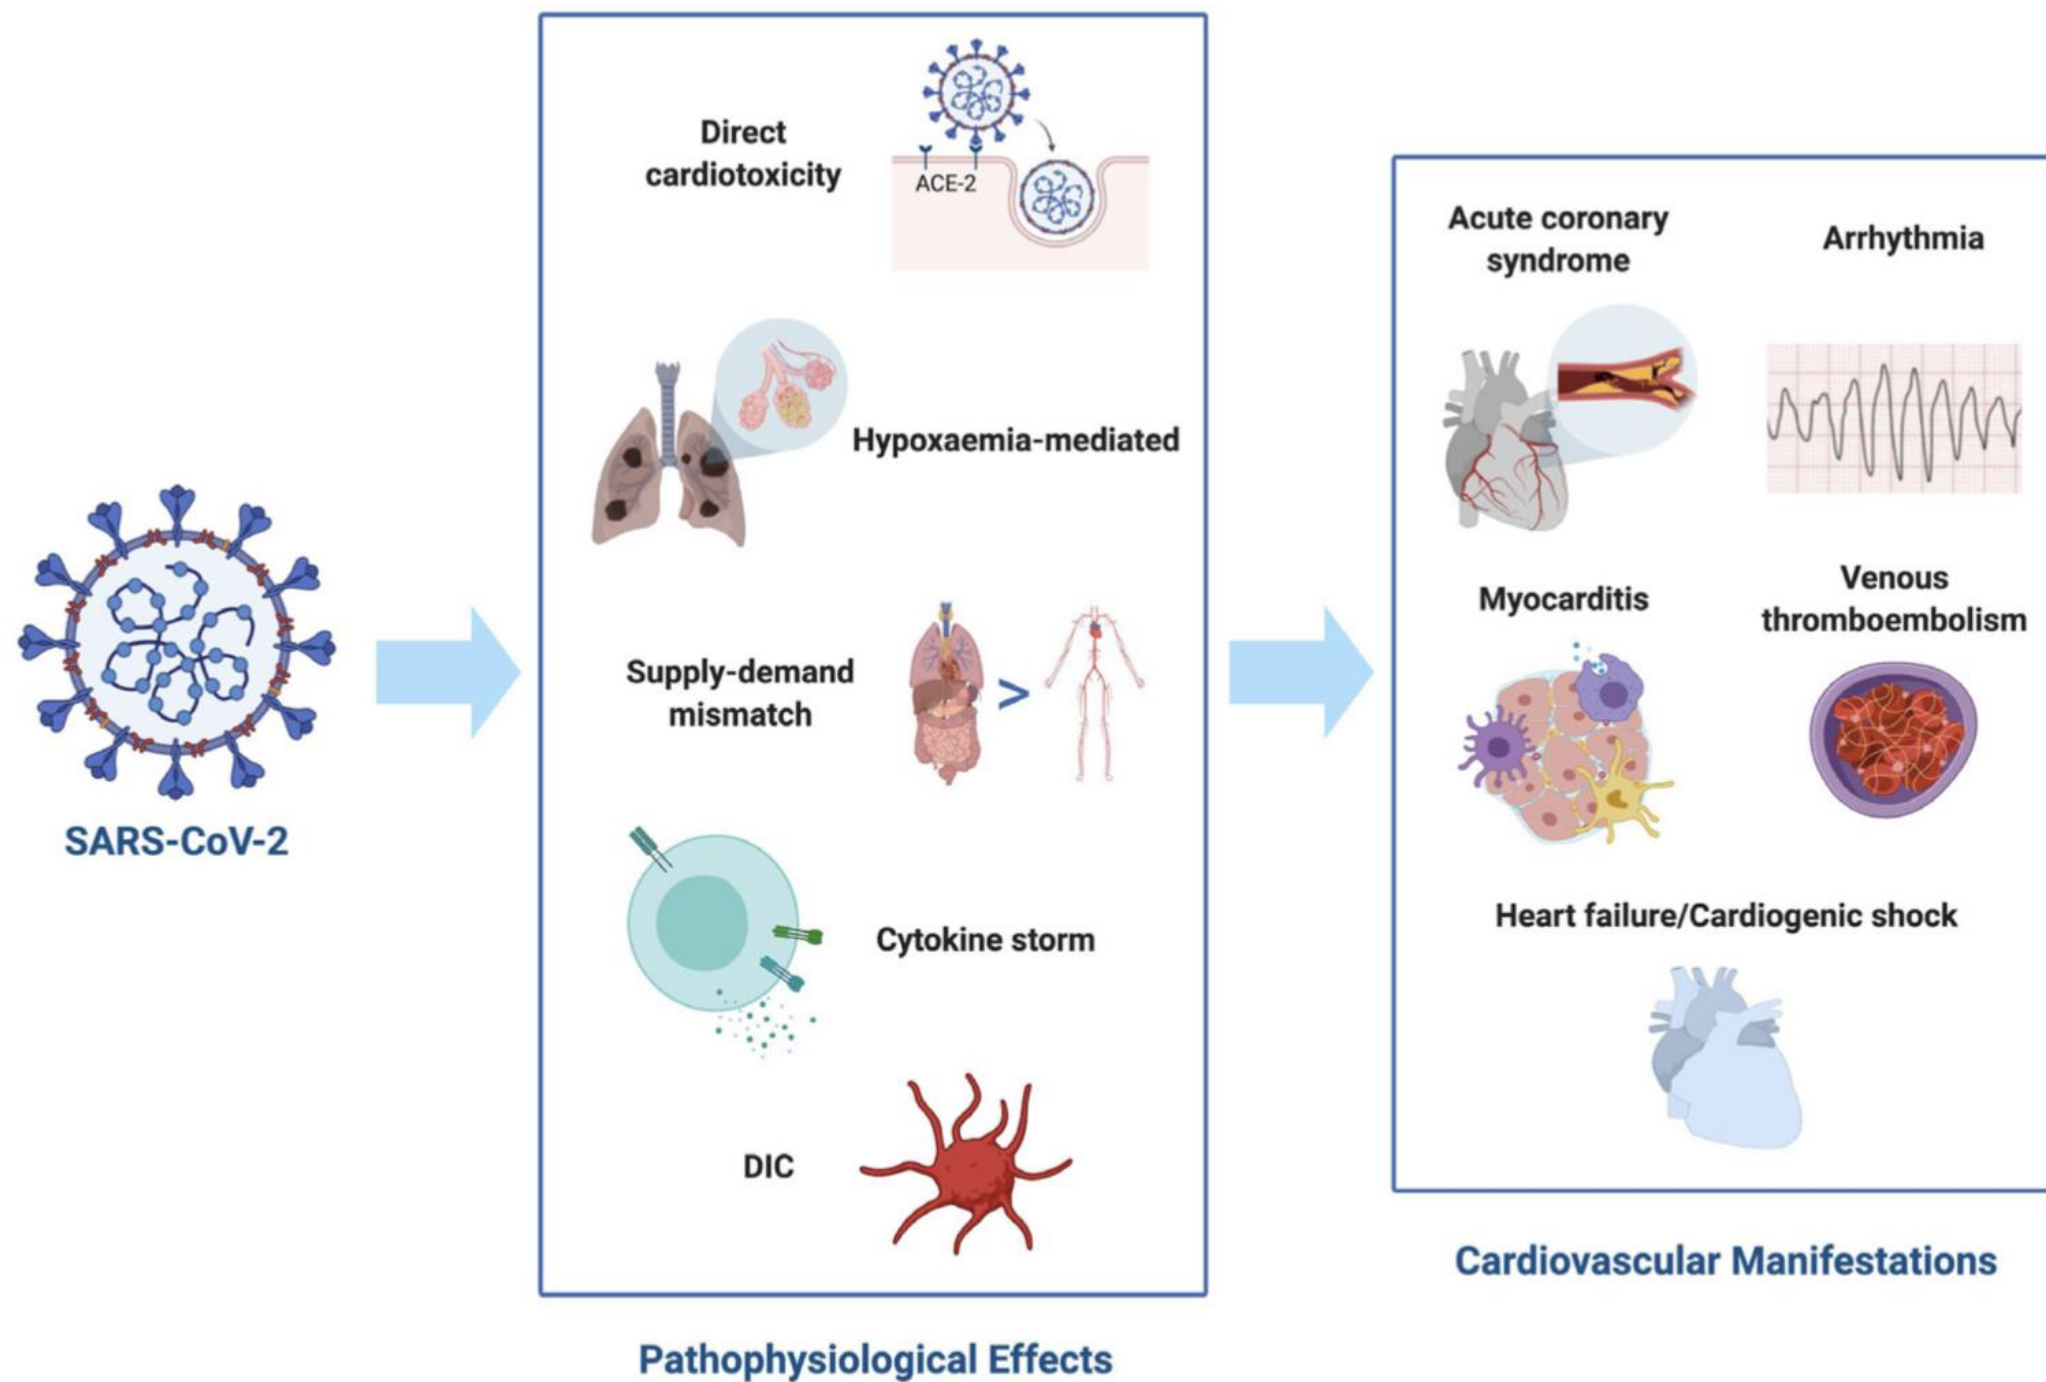 SARS-CoV-2
Direct
cardiotoxicity
ACE-2
Hypoxaemia-mediated
Supply-demand
mismatch
>
Cytokine storm
DIC
Pathophysiological Effects
Acute coronary
syndrome
Arrhythmia
Myocarditis
Venous
thromboembolism
Heart failure/Cardiogenic shock
Cardiovascular Manifestations